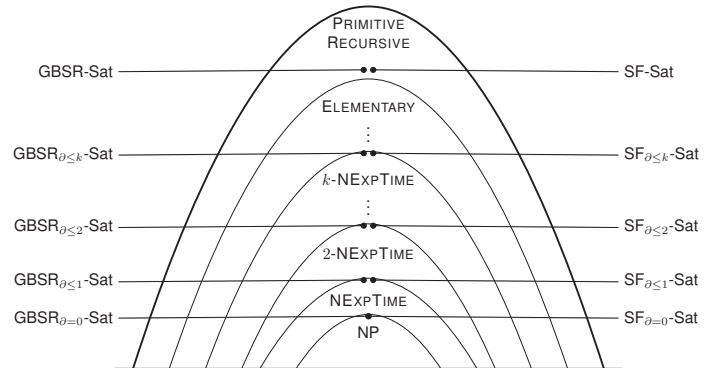 PRIMITIVE
RECURSIVE
GBSR-Sat SF-Sat
ELEMENTARY
⋮
GBSR∂≤k-Sat SF∂≤k-Sat
k-NEXPTIME
⋮
GBSR∂≤2-Sat SF∂≤2-Sat
2-NEXPTIME
GBSR∂≤1-Sat SF∂≤1-Sat
NEXPTIME
GBSR∂=0-Sat SF∂=0-Sat
NP